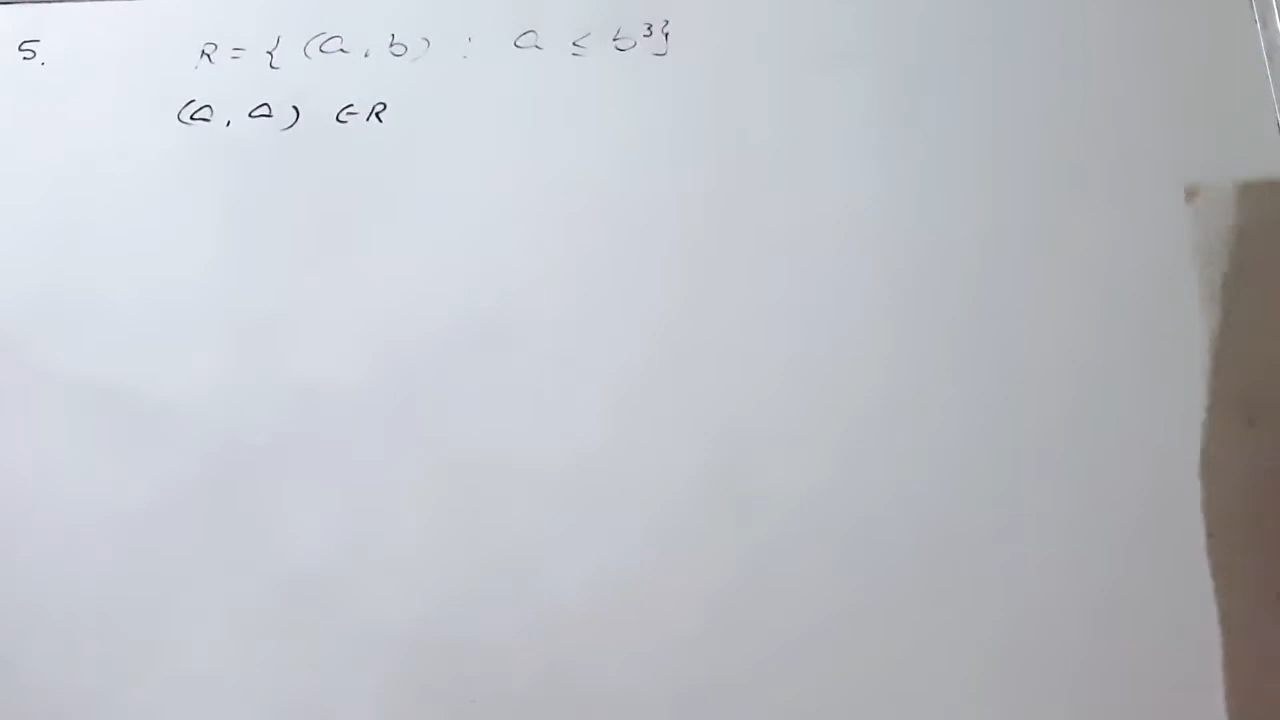 5. R = { (a, b) : a ≤ b³}
(a, a) ∈ R